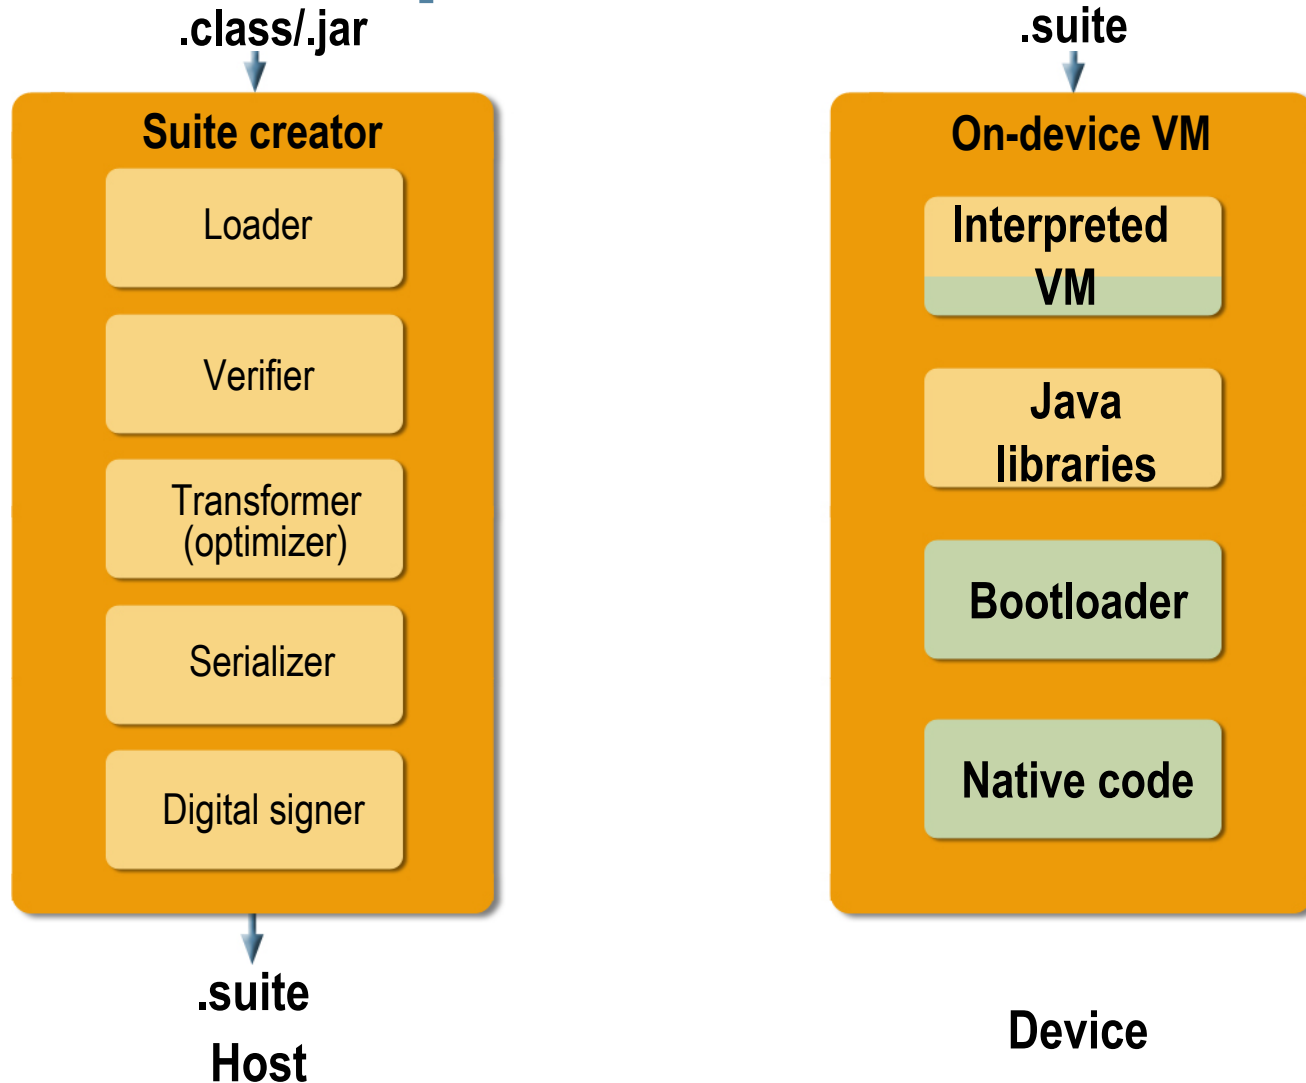 .class/.jar
Suite creator
Loader
Verifier
Transformer
(optimizer)
Serializer
Digital signer
.suite
Host
.suite
On-device VM
Interpreted
VM
Java
libraries
Bootloader
Native code
Device